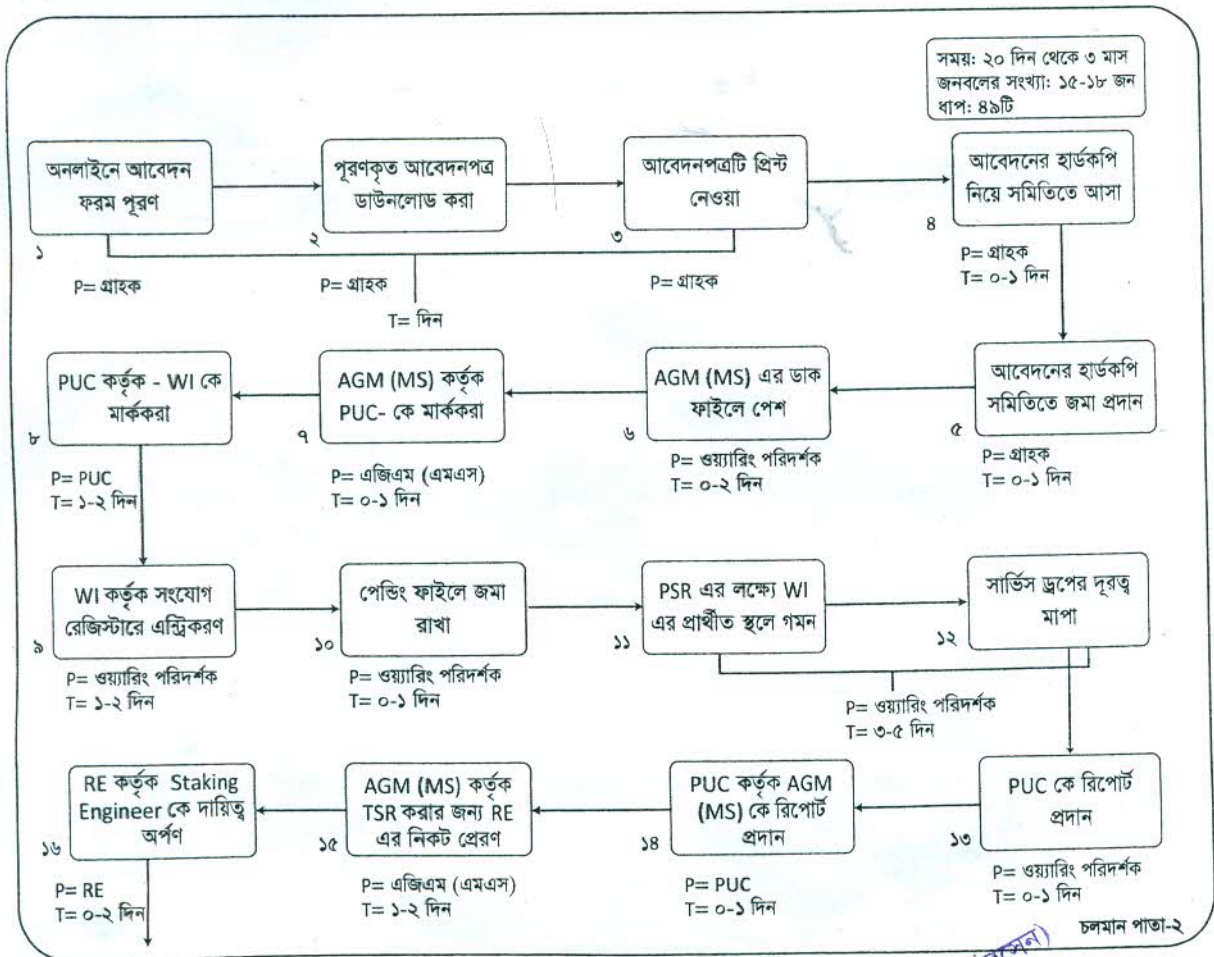 সময়: ২০ দিন থেকে ৩ মাস
জনবলের সংখ্যা: ১৫-১৮ জন
ধাপ: ৪৯টি
অনলাইনে আবেদন
ফরম পূরণ
১
P= গ্রাহক
পূরণকৃত আবেদনপত্র
ডাউনলোড করা
২
P= গ্রাহক
আবেদনপত্রটি প্রিন্ট
নেওয়া
৩
P= গ্রাহক
T= দিন
আবেদনের হার্ডকপি
নিয়ে সমিতিতে আসা
৪
P= গ্রাহক
T= ০-১ দিন
আবেদনের হার্ডকপি
সমিতিতে জমা প্রদান
৫
P= গ্রাহক
T= ০-১ দিন
AGM (MS) এর ডাক
ফাইলে পেশ
৬
P= ওয়্যারিং পরিদর্শক
T= ০-২ দিন
AGM (MS) কর্তৃক
PUC- কে মার্ককরা
৭
P= এজিএম (এমএস)
T= ০-১ দিন
PUC কর্তৃক - WI কে
মার্ককরা
৮
P= PUC
T= ১-২ দিন
WI কর্তৃক সংযোগ
রেজিস্টারে এন্ট্রিকরণ
৯
P= ওয়্যারিং পরিদর্শক
T= ১-২ দিন
পেন্ডিং ফাইলে জমা
রাখা
১০
P= ওয়্যারিং পরিদর্শক
T= ০-১ দিন
PSR এর লক্ষ্যে WI
এর প্রার্থীত স্থলে গমন
১১
সার্ভিস ড্রপের দূরত্ব
মাপা
১২
P= ওয়্যারিং পরিদর্শক
T= ৩-৫ দিন
PUC কে রিপোর্ট
প্রদান
১৩
P= ওয়্যারিং পরিদর্শক
T= ০-১ দিন
PUC কর্তৃক AGM
(MS) কে রিপোর্ট
প্রদান
১৪
P= PUC
T= ০-১ দিন
AGM (MS) কর্তৃক
TSR করার জন্য RE
এর নিকট প্রেরণ
১৫
P= এজিএম (এমএস)
T= ১-২ দিন
RE কর্তৃক Staking
Engineer কে দায়িত্ব
অর্পণ
১৬
P= RE
T= ০-২ দিন
চলমান পাতা-২